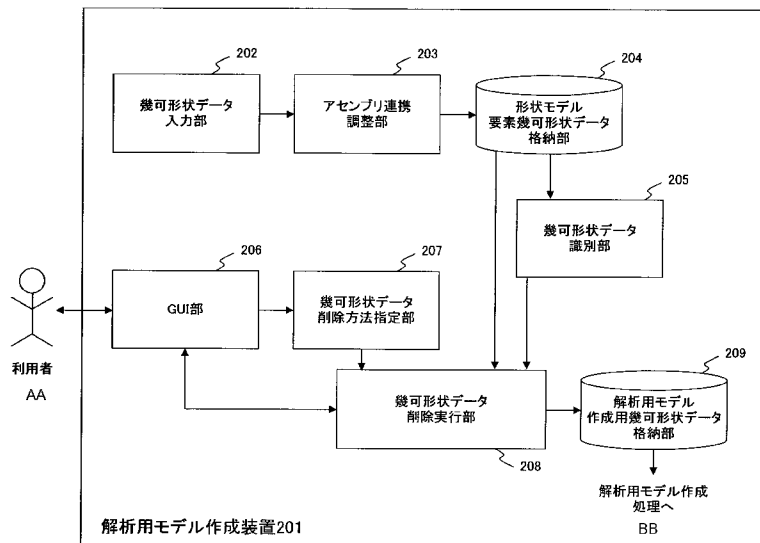 202
幾可形状データ
入力部
203
アセンブリ連携
調整部
204
形状モデル
要素幾可形状データ
格納部
205
幾可形状データ
識別部
206
GUI部
207
幾可形状データ
削除方法指定部
利用者
AA
幾可形状データ
削除実行部
208
209
解析用モデル
作成用幾可形状データ
格納部
解析用モデル作成
処理へ
BB
解析用モデル作成装置201